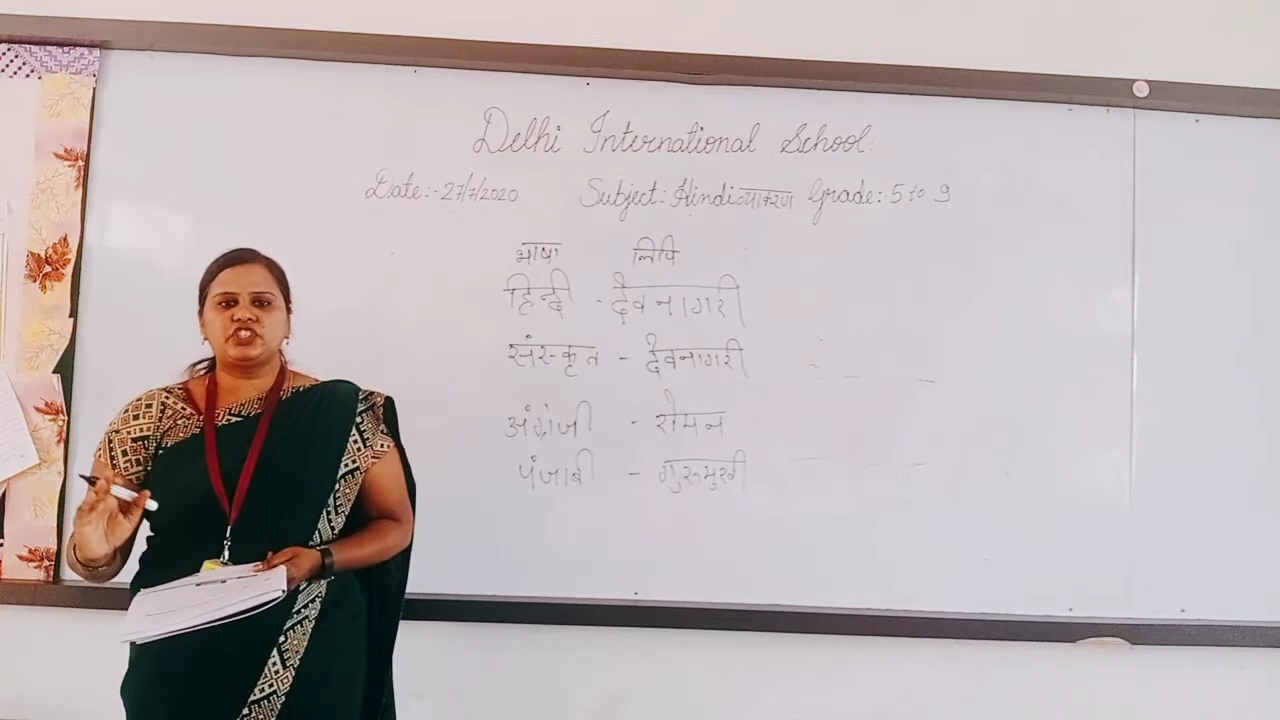 Delhi International School
Date:- 27/7/2020 Subject: Hindi व्याकरण Grade:- 5 to 9
भाषा लिपि
हिन्दी - देवनागरी
संस्कृत - देवनागरी
अंग्रेजी - रोमन
पंजाबी - गुरुमुखी